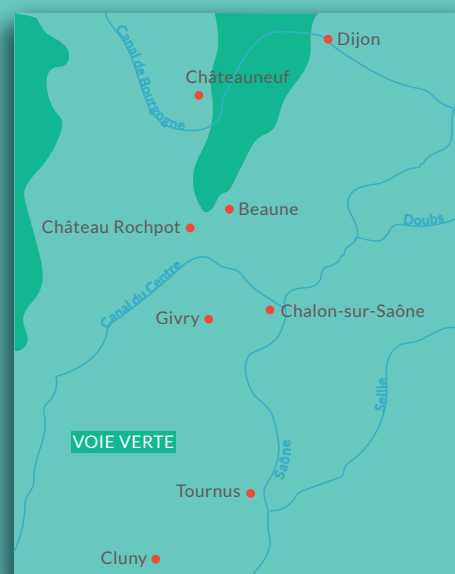 Dijon
Canal de Bourgogne
Châteauneuf
Beaune
Doubs
Château Rochpot
Canal du Centre
Chalon-sur-Saône
Givry
Seille
VOIE VERTE
Saône
Tournus
Cluny